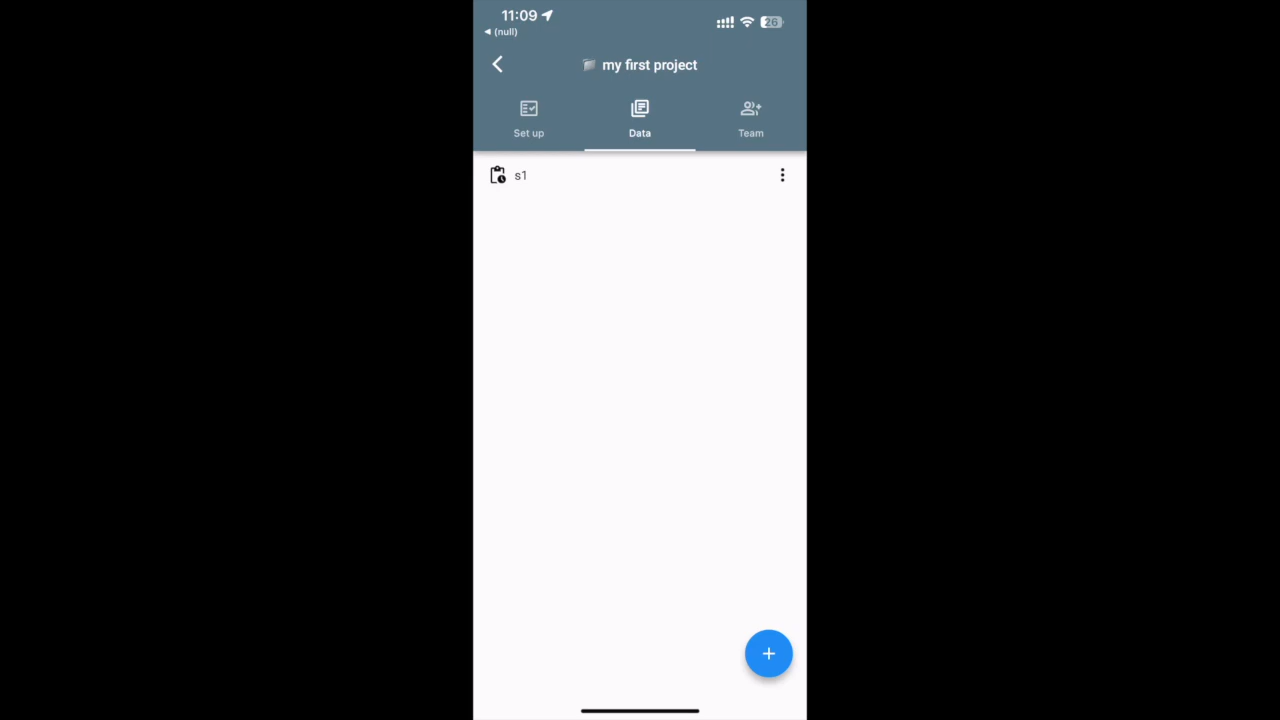 11:09
26
◀ (null)
my first project
Set up
Data
Team
s1